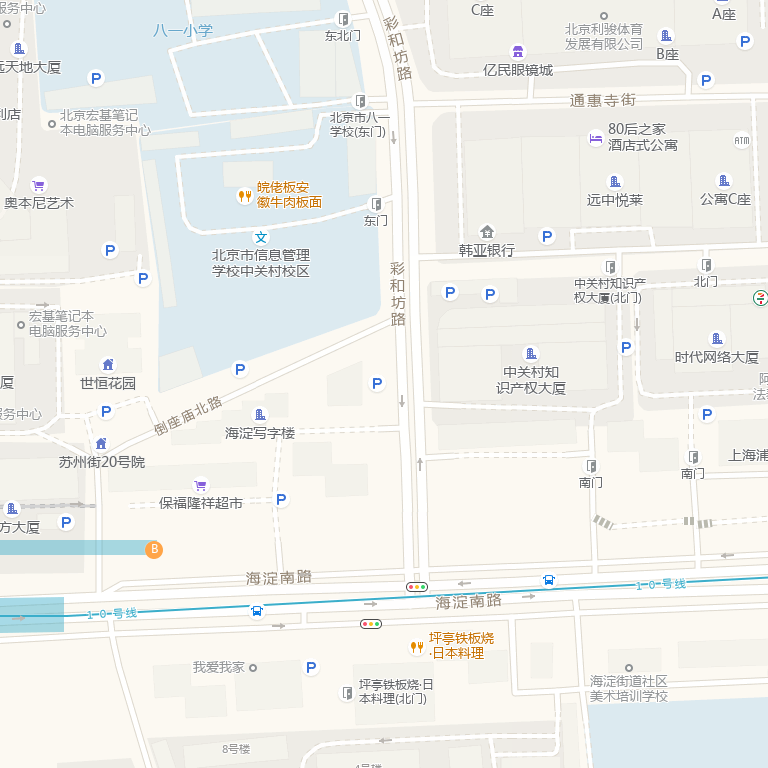 服务中心
C座
A座
八一小学
东北门
彩和坊路
北京利骏体育
发展有限公司
P
B座
远天地大厦
P
亿民眼镜城
P
通惠寺街
利店
北京宏基笔记
本电脑服务中心
北京市八一
学校(东门)
80后之家
酒店式公寓
ATM
皖佬板安
徽牛肉板面
奥本尼艺术
远中悦莱
公寓C座
东门
文
P
北京市信息管理
学校中关村校区
P
韩亚银行
P
彩和坊路
中关村知识产
权大厦(北门)
北门
P
P
宏基笔记本
电脑服务中心
P
时代网络大厦
世恒花园
P
P
中关村知
识产权大厦
厦
阿
法
服务中心
P
倒座庙北路
海淀写字楼
P
苏州街20号院
上海浦
南门
南门
保福隆祥超市
P
方大厦
P
B
海淀南路
10号线
10号线
海淀南路
坪亭铁板烧
·日本料理
我爱我家
P
坪亭铁板烧·日
本料理(北门)
海淀街道社区
美术培训学校
8号楼
4号楼